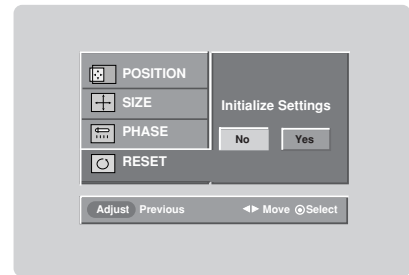 POSITION
SIZE
PHASE
RESET
Initialize Settings
No Yes
Adjust Previous ◄► Move ⊙Select